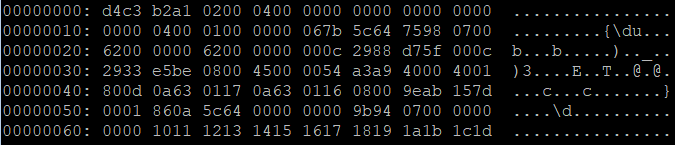 00000000: d4c3 b2a1 0200 0400 0000 0000 0000 0000 ................
00000010: 0000 0400 0100 0000 067b 5c64 7598 0700 .........{\du...
00000020: 6200 0000 6200 0000 000c 2988 d75f 000c b...b.....).._..
00000030: 2933 e5be 0800 4500 0054 a3a9 4000 4001 )3....E..T..@.@.
00000040: 800d 0a63 0117 0a63 0116 0800 9eab 157d ...c...c.......}
00000050: 0001 860a 5c64 0000 0000 9b94 0700 0000 ....\d..........
00000060: 0000 1011 1213 1415 1617 1819 1a1b 1c1d ................